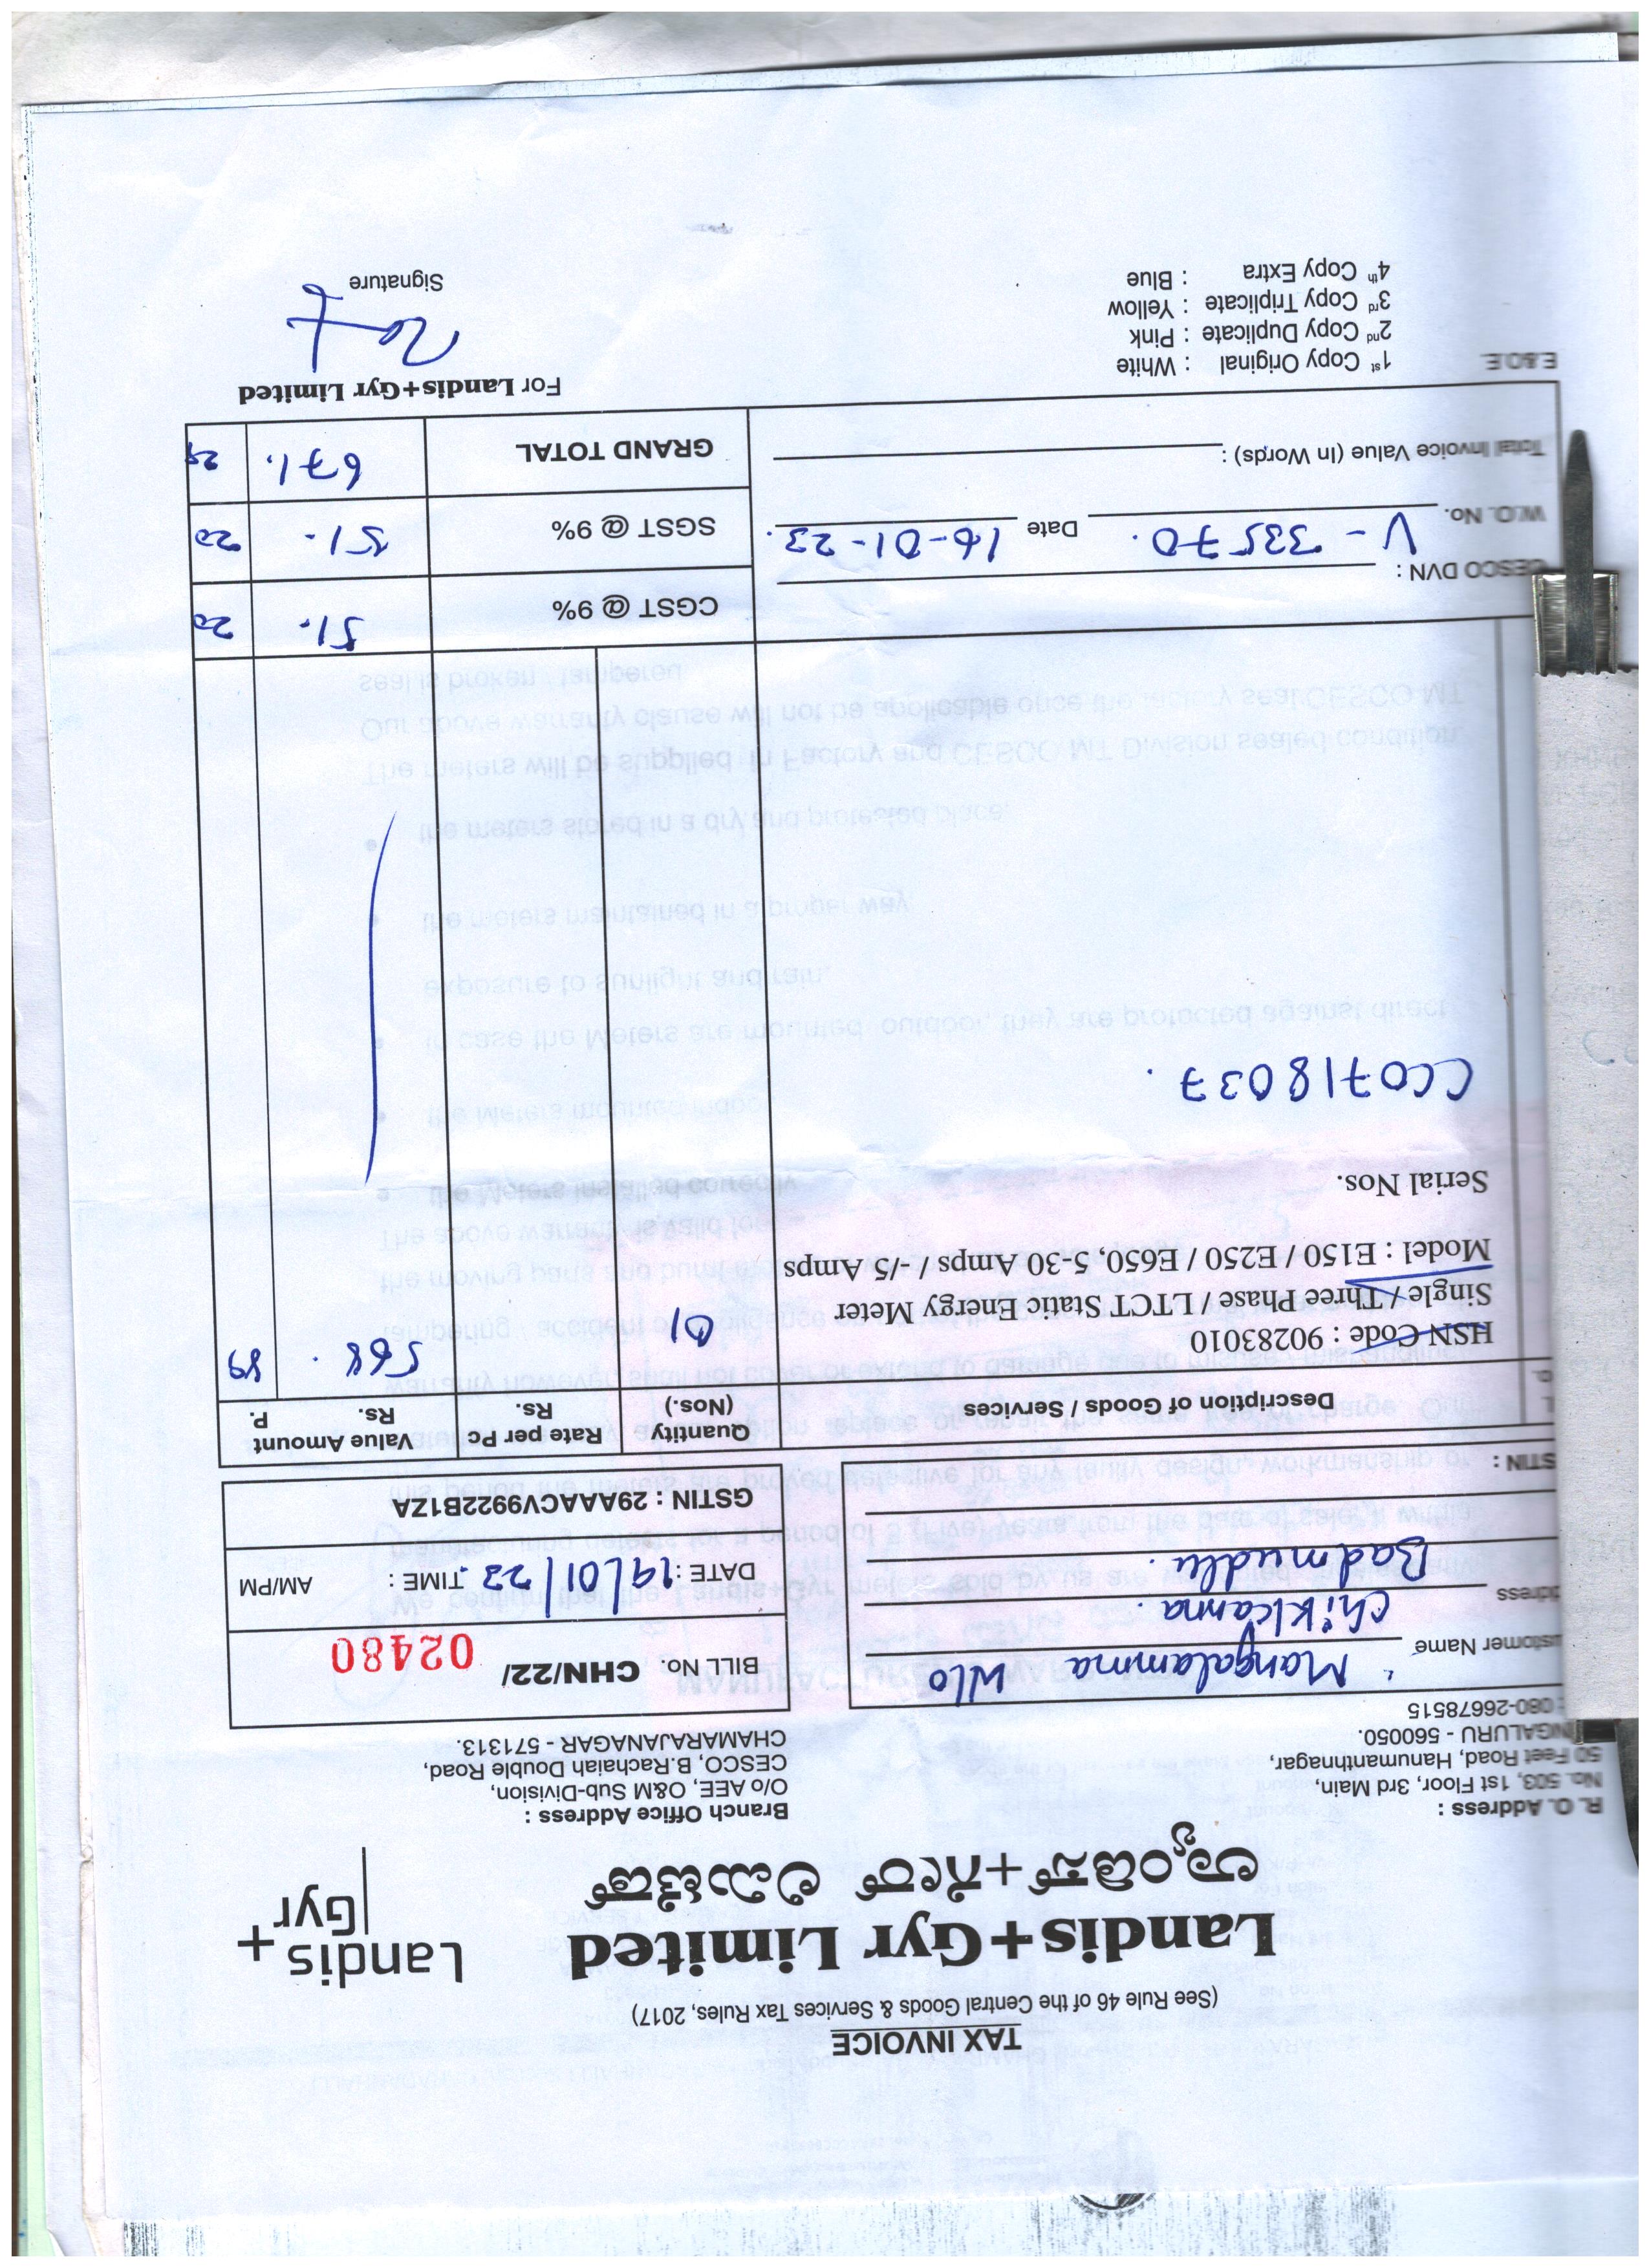 TAX INVOICE
(See Rule 46 of the Central Goods & Services Tax Rules, 2017)
Landis+Gyr Limited
ಲ್ಯಾಂಡಿಸ್+ಗೀರ್ ಲಿಮಿಟೆಡ್
Landis
Gyr+
R. O. Address :
No. 503, 1st Floor, 3rd Main,
50 Feet Road, Hanumanthnagar,
NGALURU - 560050.
: 080-26678515
Branch Office Address :
O/o AEE, O&M Sub-Division,
CESCO, B.Rachaiah Double Road,
CHAMARAJANAGAR - 571313.
ustomer Name Mangalamma W/o
ddress Chikkanna.
Badmudlu.
STIN :
BILL No. CHN/22/ 02480
DATE : 19/01/23. TIME : AM/PM
GSTIN : 29AAACV9922B1ZA
Description of Goods / Services Quantity (Nos.) Rate per Pc Rs. Value Amount Rs. P.
HSN Code : 90283010
Single / Three Phase / LTCT Static Energy Meter 01 568. 89
Model : E150 / E250 / E650, 5-30 Amps / -/5 Amps
Serial Nos.
CC0718037.
CESCO DVN : CGST @ 9% 51. 20
W.O. No. V - 33570. Date 16-01-23. SGST @ 9% 51. 20
Total Invoice Value (In Words) : GRAND TOTAL 671. 29
E.&O.E. For Landis+Gyr Limited
1st Copy Original : White
2nd Copy Duplicate : Pink
3rd Copy Triplicate : Yellow
4th Copy Extra : Blue
Signature